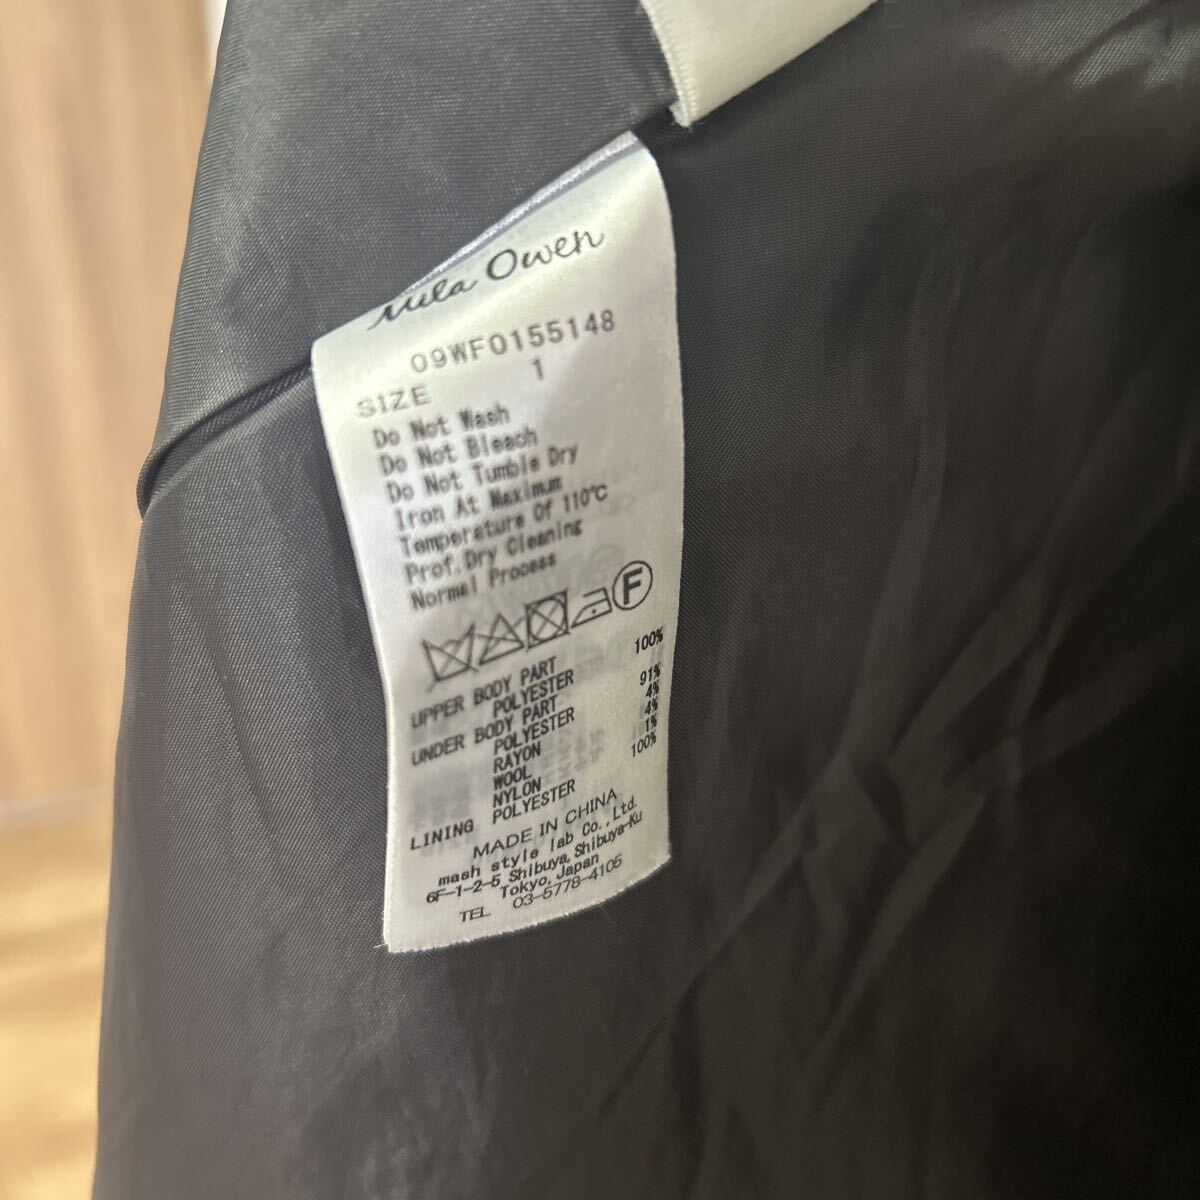 Mila Owen
09WF0155148
SIZE 1
Do Not Wash
Do Not Bleach
Do Not Tumble Dry
Iron At Maximum
Temperature Of 110℃
Prof.Dry Cleaning
Normal Process
F
UPPER BODY PART
POLYESTER 100%
UNDER BODY PART
POLYESTER 91%
RAYON 4%
WOOL 4%
NYLON 1%
LINING POLYESTER 100%
MADE IN CHINA
mash style lab Co.,Ltd.
6F-1-2-5 Shibuya,Shibuya-Ku
Tokyo,Japan
TEL 03-5778-4105